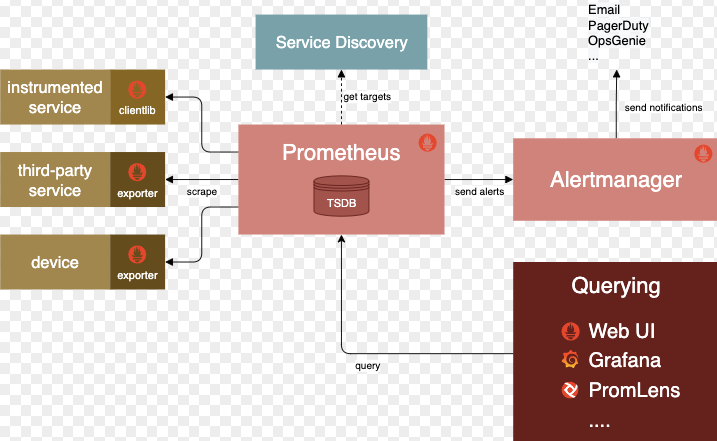 Email
PagerDuty
OpsGenie
...
Service Discovery
get targets
send notifications
instrumented
service
clientlib
third-party
service
exporter
device
exporter
scrape
Prometheus
TSDB
send alerts
Alertmanager
query
Querying
Web UI
Grafana
PromLens
....